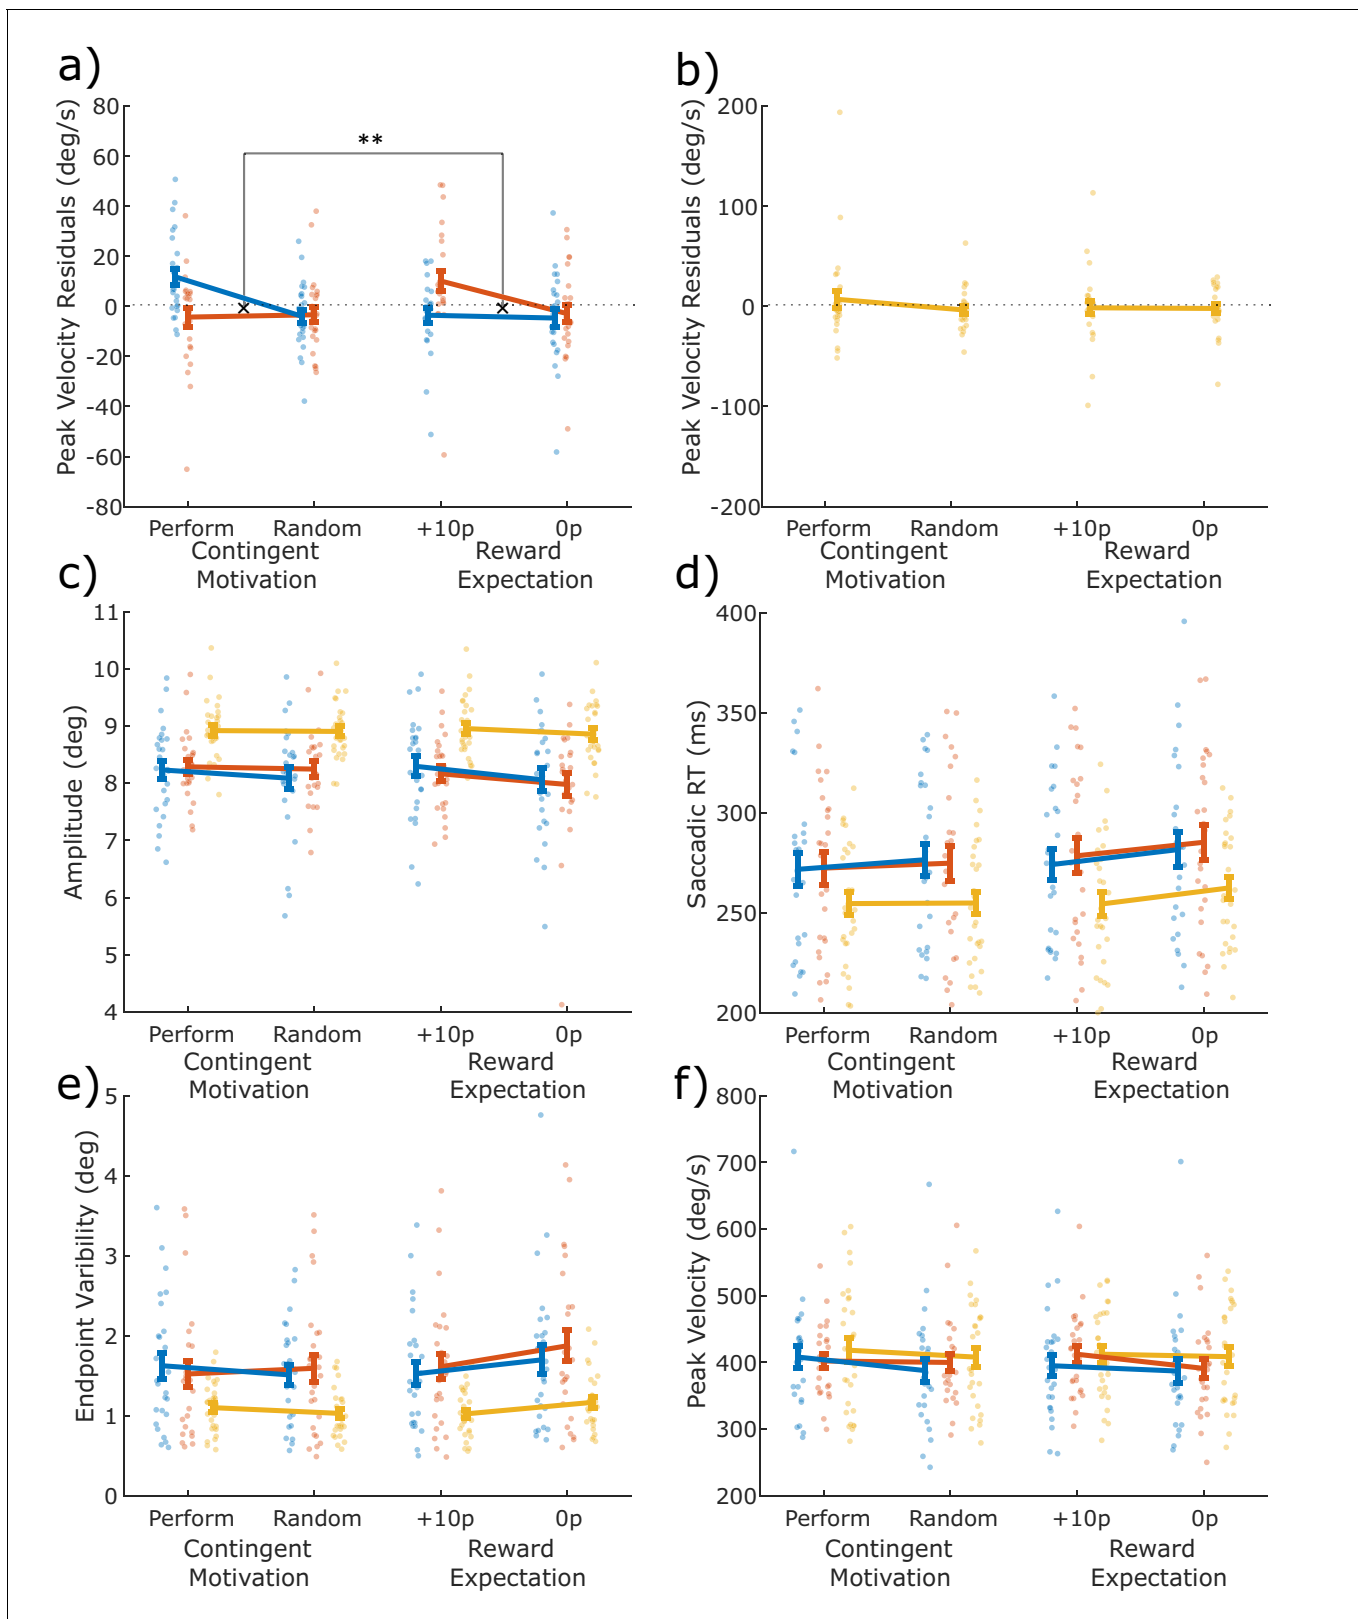 a)
Peak Velocity Residuals (deg/s)
80
60
40
20
0
-20
-40
-60
-80
**
×
×
Perform
Random
+10p
0p
Contingent
Motivation
Reward
Expectation
b)
Peak Velocity Residuals (deg/s)
200
100
0
-100
-200
Perform
Random
+10p
0p
Contingent
Motivation
Reward
Expectation
c)
Amplitude (deg)
11
10
9
8
7
6
5
4
Perform
Random
+10p
0p
Contingent
Motivation
Reward
Expectation
d)
Saccadic RT (ms)
400
350
300
250
200
Perform
Random
+10p
0p
Contingent
Motivation
Reward
Expectation
e)
Endpoint Varibility (deg)
5
4
3
2
1
0
Perform
Random
+10p
0p
Contingent
Motivation
Reward
Expectation
f)
Peak Velocity (deg/s)
800
700
600
500
400
300
200
Perform
Random
+10p
0p
Contingent
Motivation
Reward
Expectation